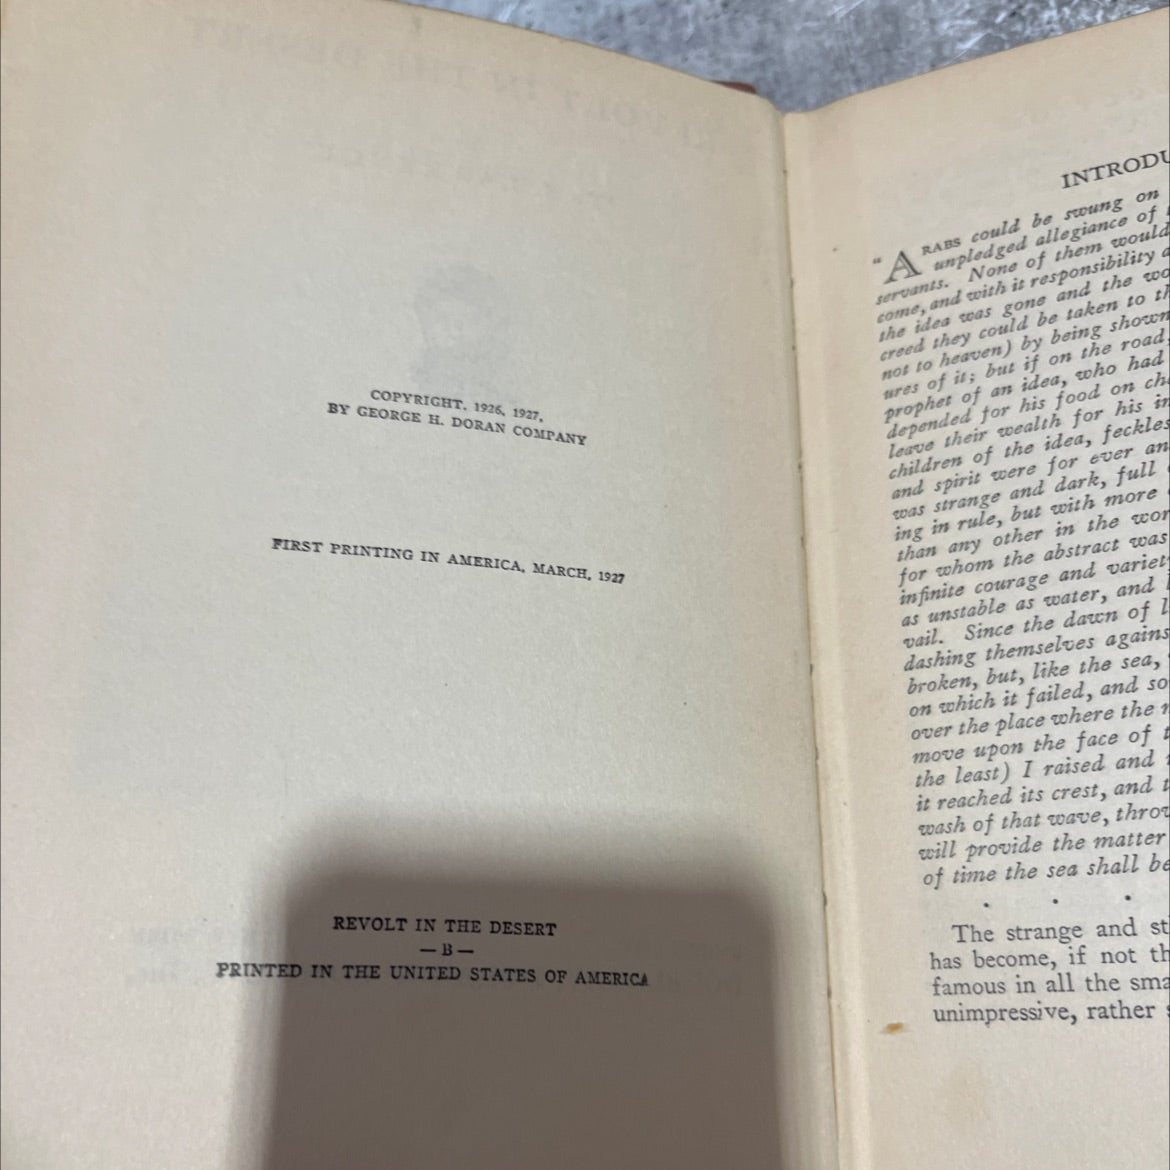 COPYRIGHT, 1926, 1927,
BY GEORGE H. DORAN COMPANY
FIRST PRINTING IN AMERICA, MARCH, 1927
REVOLT IN THE DESERT
— B —
PRINTED IN THE UNITED STATES OF AMERICA
INTRODU
"ARABS could be swung on
unpledged allegiance of
servants. None of them would
come, and with it responsibility
the idea was gone and the wo
creed they could be taken to th
not to heaven) by being shown
ures of it; but if on the road,
prophet of an idea, who had
depended for his food on cha
leave their wealth for his in
children of the idea, feckles
and spirit were for ever an
was strange and dark, full
ing in rule, but with more
than any other in the wor
for whom the abstract was
infinite courage and variety
as unstable as water, and
vail. Since the dawn of l
dashing themselves agains
broken, but, like the sea,
on which it failed, and so
over the place where the
move upon the face of t
the least) I raised and
it reached its crest, and t
wash of that wave, throw
will provide the matter
of time the sea shall be
. . .
The strange and st
has become, if not th
famous in all the sma
unimpressive, rather